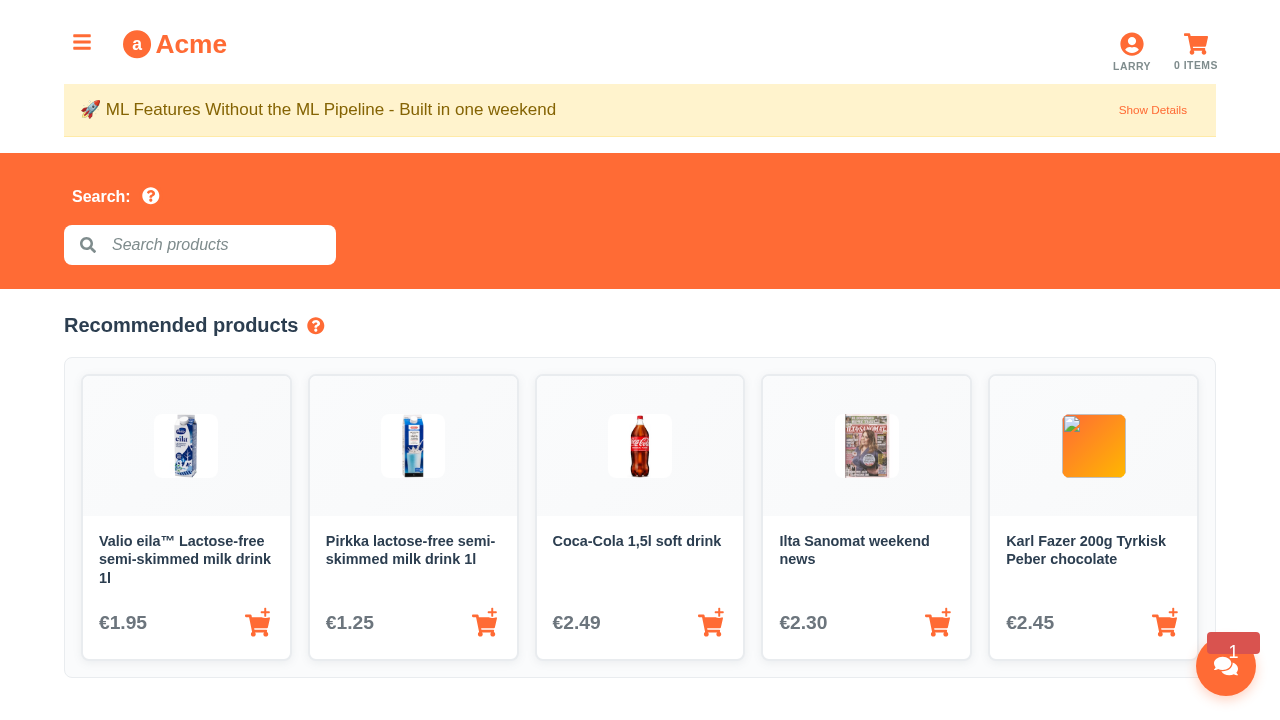 a Acme
LARRY
0 ITEMS
🚀 ML Features Without the ML Pipeline - Built in one weekend
Show Details
Search:
Search products
Recommended products
Valio eila™ Lactose-free
semi-skimmed milk drink
1l
€1.95
Pirkka lactose-free semi-
skimmed milk drink 1l
€1.25
Coca-Cola 1,5l soft drink
€2.49
Ilta Sanomat weekend
news
€2.30
Karl Fazer 200g Tyrkisk
Peber chocolate
€2.45
1